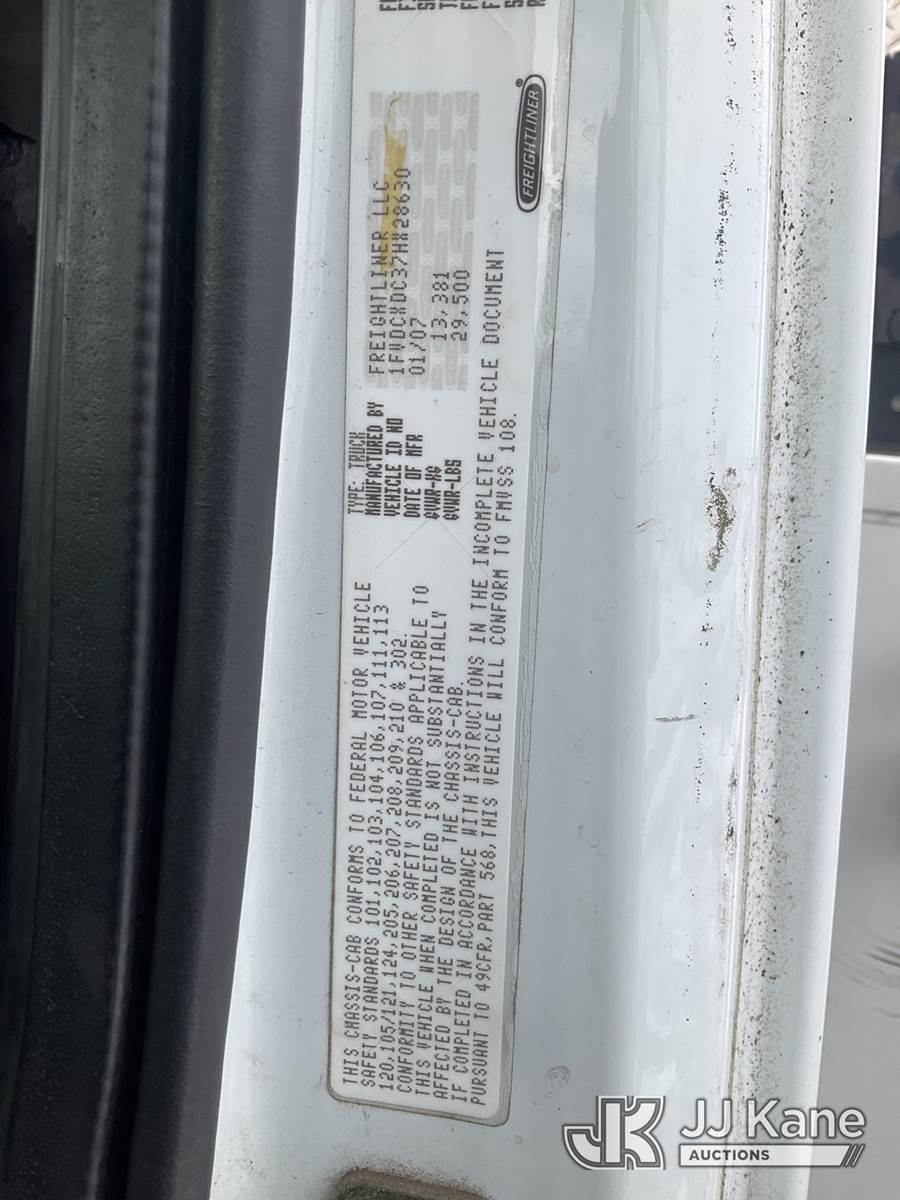 THIS CHASSIS-CAB CONFORMS TO FEDERAL MOTOR VEHICLE
SAFETY STANDARDS 101,102,103,104,106,107,111,113
120,105/121,124,205,206,207,208,209,210 & 302.
CONFORMITY TO OTHER SAFETY STANDARDS APPLICABLE TO
THIS VEHICLE WHEN COMPLETED IS NOT SUBSTANTIALLY
AFFECTED BY THE DESIGN OF THE CHASSIS-CAB.
IF COMPLETED IN ACCORDANCE WITH INSTRUCTIONS IN THE INCOMPLETE VEHICLE DOCUMENT
PURSUANT TO 49CFR,PART 568,THIS VEHICLE WILL CONFORM TO FMVSS 108.
TYPE: TRUCK
MANUFACTURED BY FREIGHTLINER LLC
VEHICLE ID NO 1FVDCXDC37HX28630
DATE OF MFR 01/07
GVWR-KG 13,381
GVWR-LBS 29,500
FREIGHTLINER®
JK JJ Kane
AUCTIONS